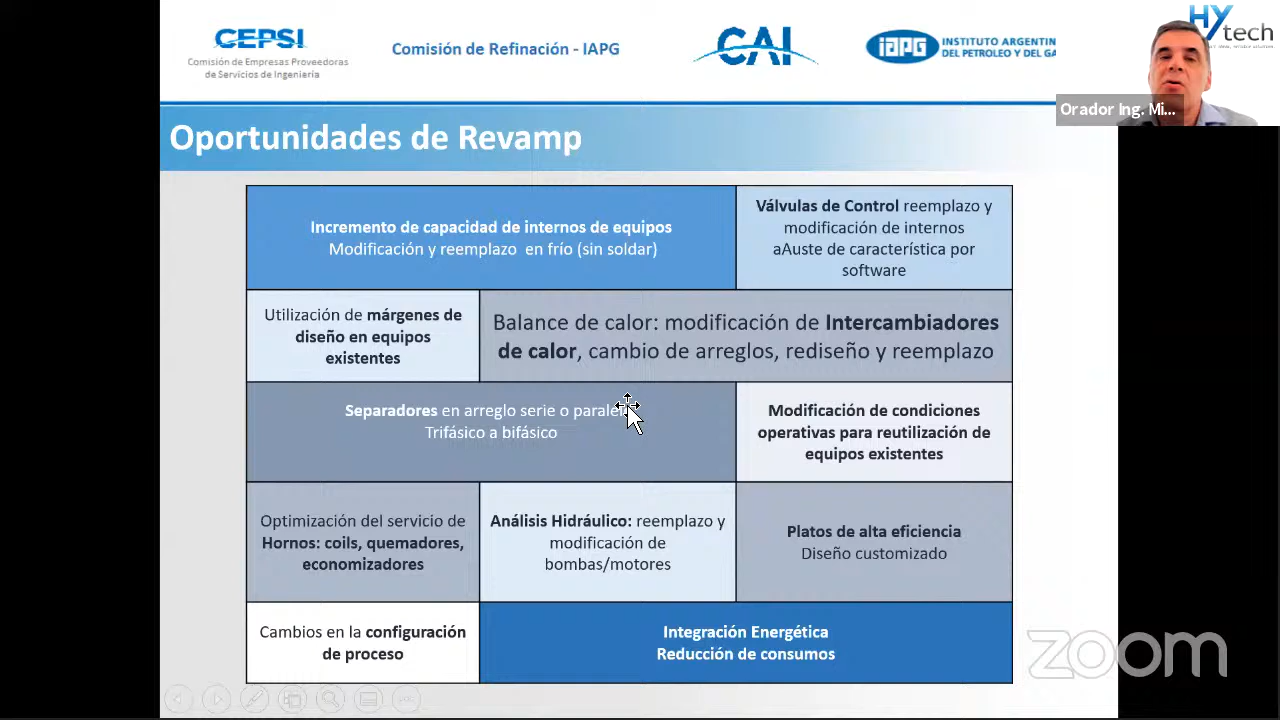 CEPSI
Comisión de Empresas Proveedoras
de Servicios de Ingeniería
Comisión de Refinación - IAPG
CAI
iapg
INSTITUTO ARGENTIN
DEL PETROLEO Y DEL GA
HYtech
Orador Ing. Mi...
Oportunidades de Revamp
Incremento de capacidad de internos de equipos
Modificación y reemplazo en frío (sin soldar)
Válvulas de Control reemplazo y
modificación de internos
aAuste de característica por
software
Utilización de márgenes de
diseño en equipos
existentes
Balance de calor: modificación de Intercambiadores
de calor, cambio de arreglos, rediseño y reemplazo
Separadores en arreglo serie o parale
Trifásico a bifásico
Modificación de condiciones
operativas para reutilización de
equipos existentes
Optimización del servicio de
Hornos: coils, quemadores,
economizadores
Análisis Hidráulico: reemplazo y
modificación de
bombas/motores
Platos de alta eficiencia
Diseño customizado
Cambios en la configuración
de proceso
Integración Energética
Reducción de consumos
zoom